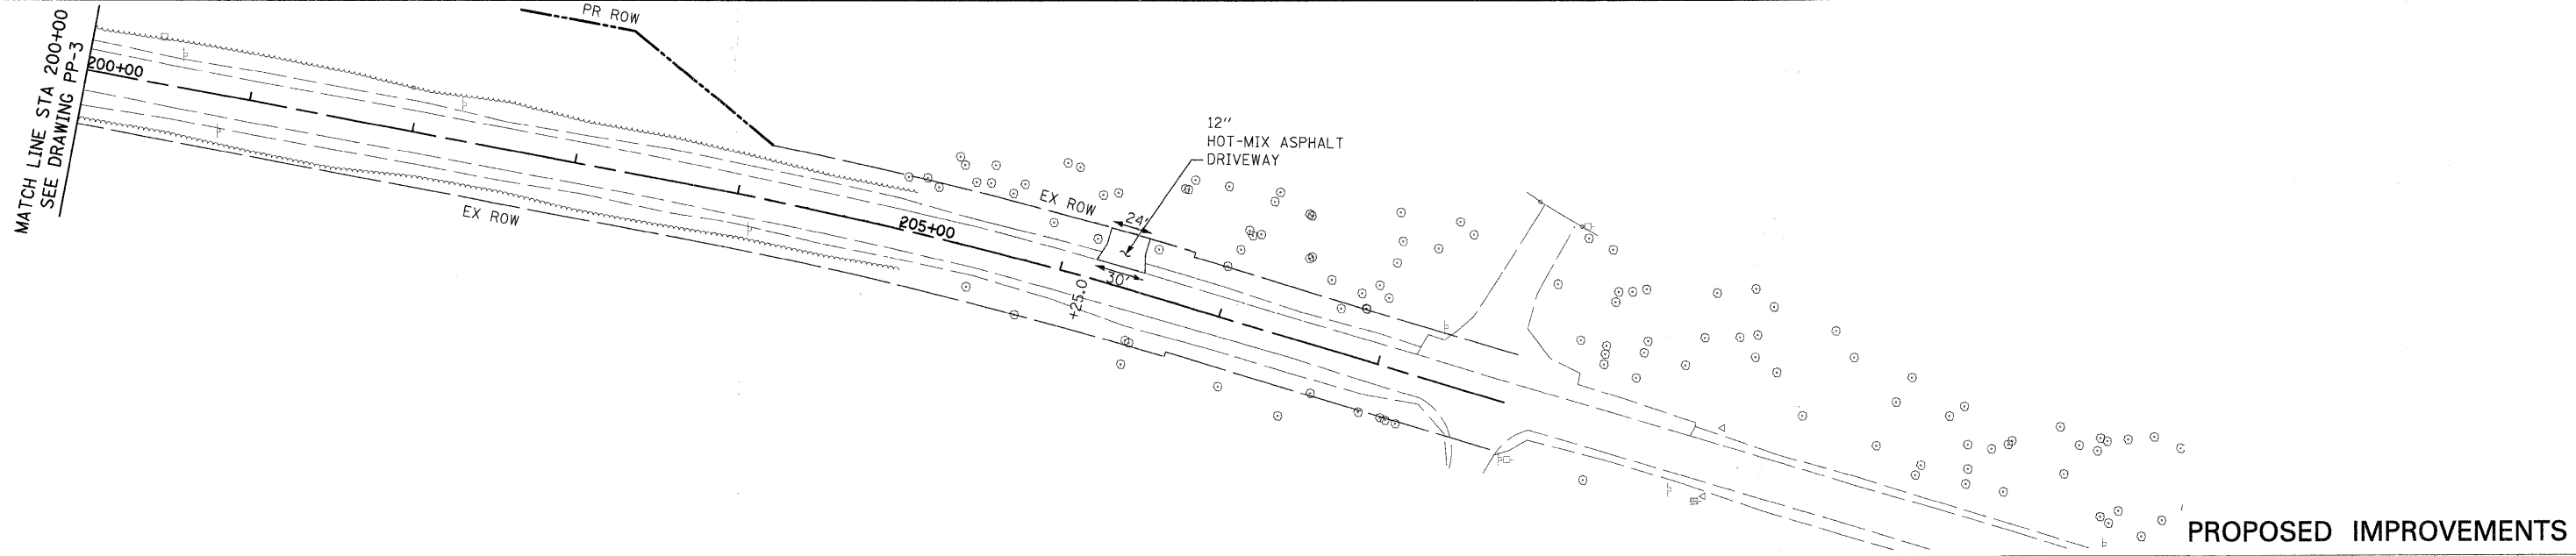 MATCH LINE STA 200+00
SEE DRAWING PP-3
200+00
PR ROW
EX ROW
205+00
EX ROW
12"
HOT-MIX ASPHALT
DRIVEWAY
24'
30'
+25.0
PROPOSED IMPROVEMENTS